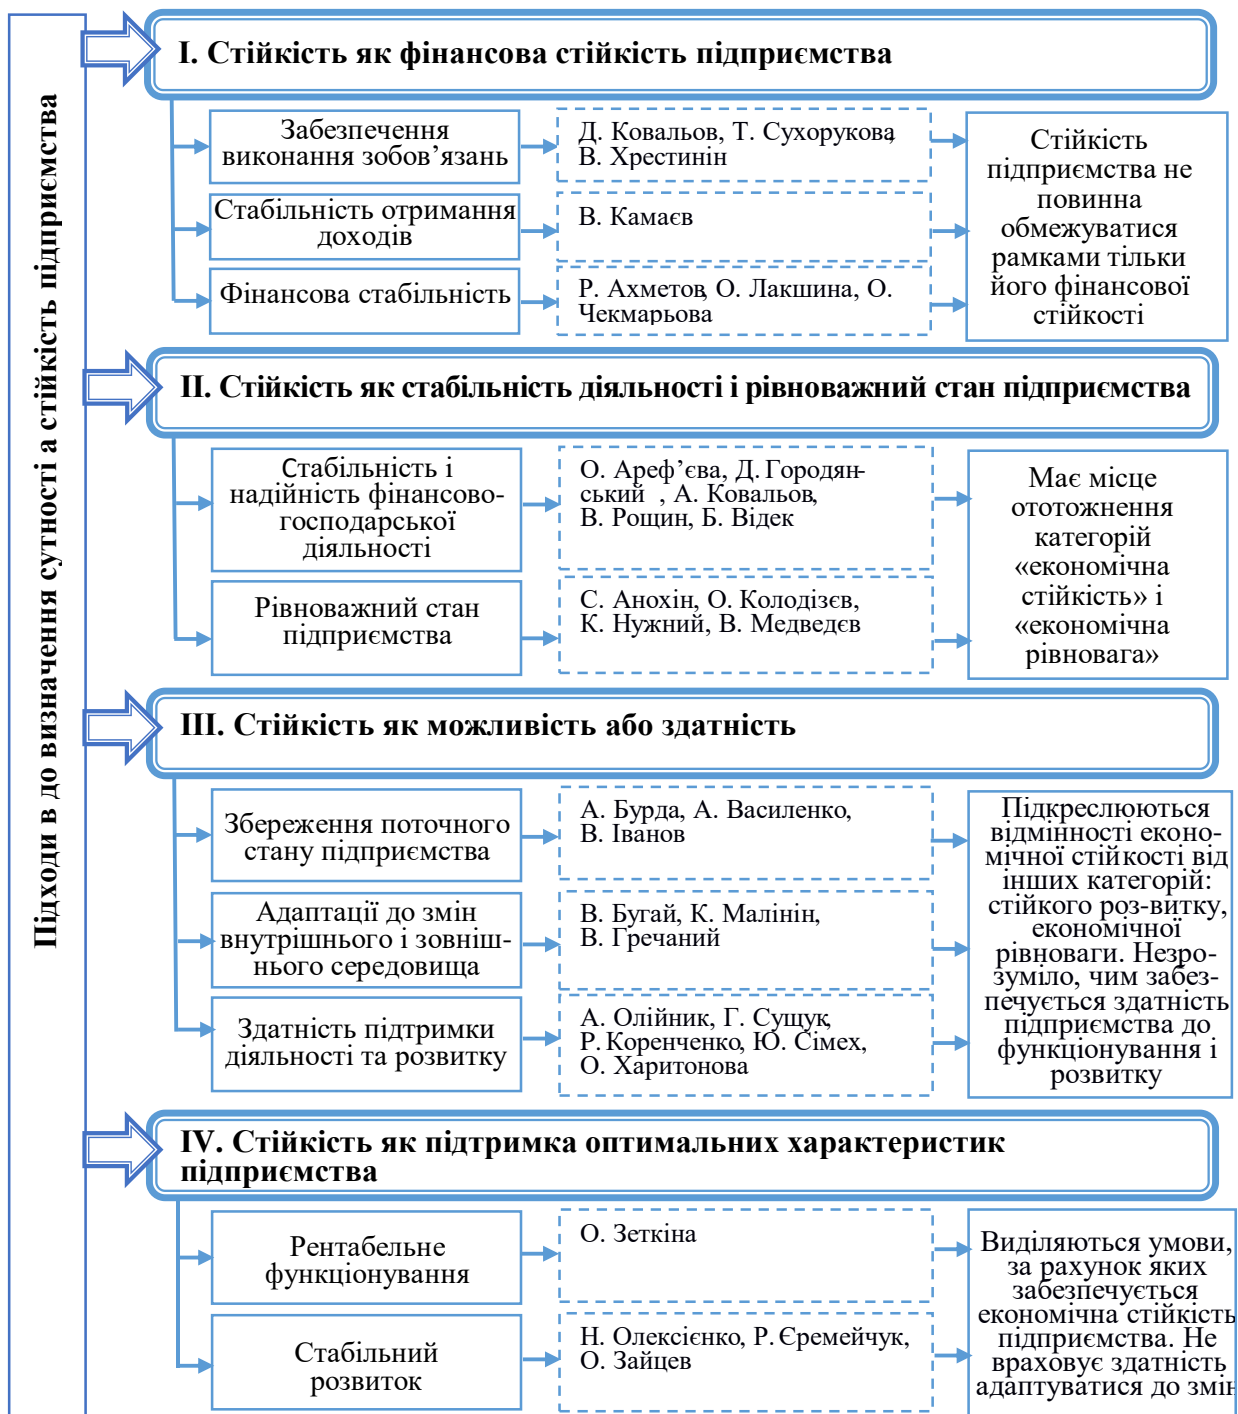 Підходи в до визначення сутності а стійкість підприємства
І. Стійкість як фінансова стійкість підприємства
Забезпечення
виконання зобов’язань
Д. Ковальов, Т. Сухорукова,
В. Хрестинін
Стабільність отримання
доходів
В. Камаєв
Фінансова стабільність
Р. Ахметов, О. Лакшина, О.
Чекмарьова
Стійкість
підприємства не
повинна
обмежуватися
рамками тільки
його фінансової
стійкості
ІІ. Стійкість як стабільність діяльності і рівноважний стан підприємства
Стабільність і
надійність фінансово-
господарської
діяльності
О. Ареф’єва, Д. Городян-
ський , А. Ковальов,
В. Рощин, Б. Відек
Рівноважний стан
підприємства
С. Анохін, О. Колодізєв,
К. Нужний, В. Медведєв
Має місце
ототожнення
категорій
«економічна
стійкість» і
«економічна
рівновага»
ІІІ. Стійкість як можливість або здатність
Збереження поточного
стану підприємства
А. Бурда, А. Василенко,
В. Іванов
Адаптації до змін
внутрішнього і зовніш-
нього середовища
В. Бугай, К. Малінін,
В. Гречаний
Здатність підтримки
діяльності та розвитку
А. Олійник, Г. Сущук,
Р. Коренченко, Ю. Сімех,
О. Харитонова
Підкреслюються
відмінності еконо-
мічної стійкості від
інших категорій:
стійкого роз-витку,
економічної
рівноваги. Незро-
зуміло, чим забез-
печується здатність
підприємства до
функціонування і
розвитку
IV. Стійкість як підтримка оптимальних характеристик
підприємства
Рентабельне
функціонування
О. Зеткіна
Стабільний
розвиток
Н. Олексієнко, Р. Єремейчук,
О. Зайцев
Виділяються умови,
за рахунок яких
забезпечується
економічна стійкість
підприємства. Не
враховує здатність
адаптуватися до змін